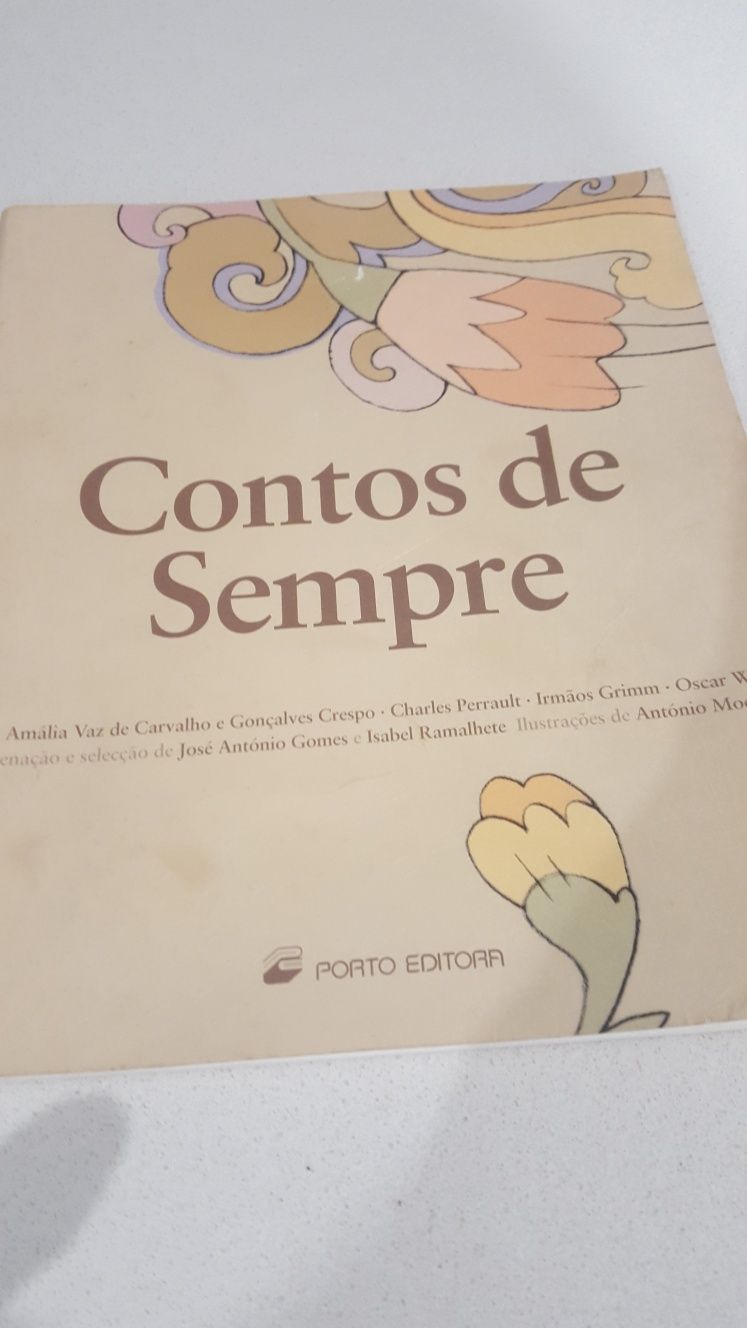 Contos de
Sempre
Amália Vaz de Carvalho e Gonçalves Crespo · Charles Perrault · Irmãos Grimm · Oscar W
enação e selecção de José António Gomes e Isabel Ramalhete Ilustrações de António Mo
PORTO EDITORA